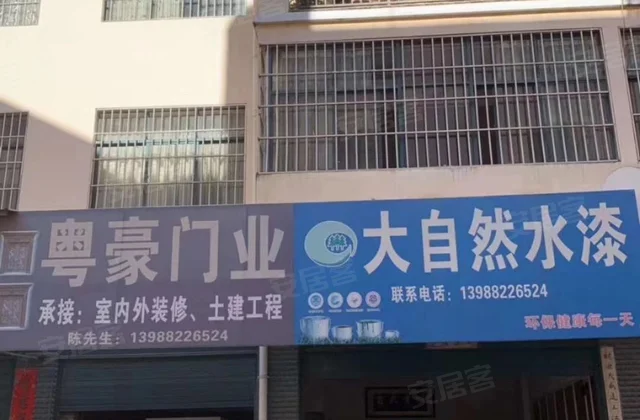 粤豪门业
承接：室内外装修、土建工程
陈先生：13988226524
大自然水漆
联系电话：13988226524
环保健康每一天
安居客